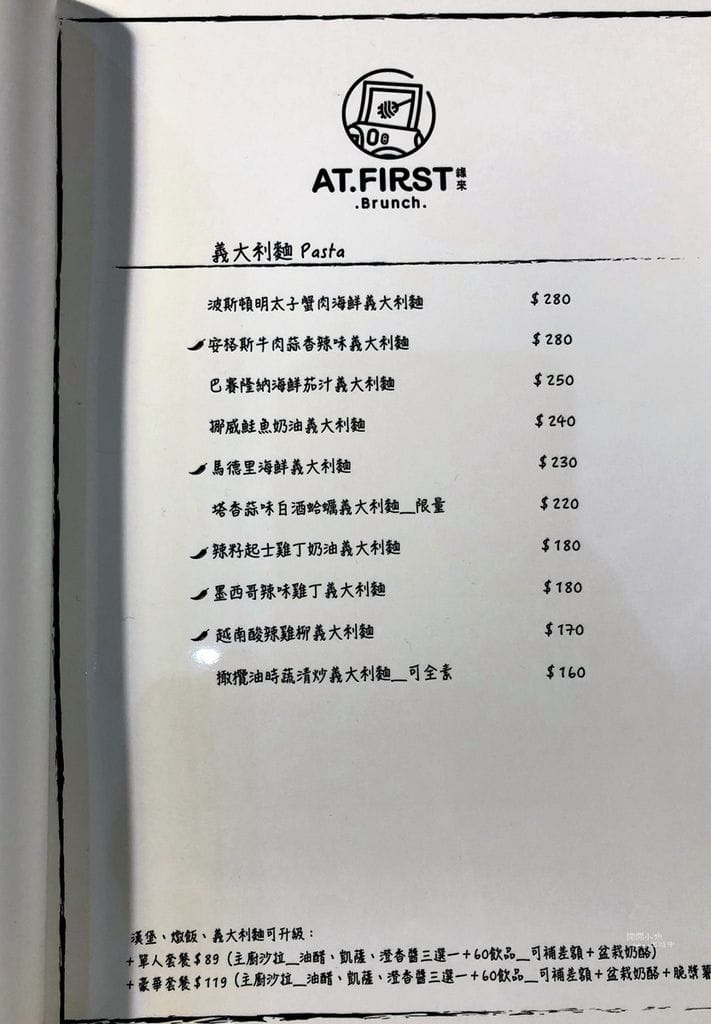 AT.FIRST 緣來
.Brunch.
義大利麵 Pasta
波斯頓明太子蟹肉海鮮義大利麵 $280
安格斯牛肉蒜香辣味義大利麵 $280
巴賽隆納海鮮茄汁義大利麵 $250
挪威鮭魚奶油義大利麵 $240
馬德里海鮮義大利麵 $230
塔香蒜味白酒蛤蠣義大利麵__限量 $220
辣籽起士雞丁奶油義大利麵 $180
墨西哥辣味雞丁義大利麵 $180
越南酸辣雞柳義大利麵 $170
橄欖油時蔬清炒義大利麵__可全素 $160
漢堡、燉飯、義大利麵可升級：
+單人套餐$89 (主廚沙拉__油醋、凱薩、澄香醬三選一+60飲品__可補差額+盆栽奶酪)
+豪華套餐$119 (主廚沙拉__油醋、凱薩、澄香醬三選一+60飲品__可補差額+盆栽奶酪+脆漿薯